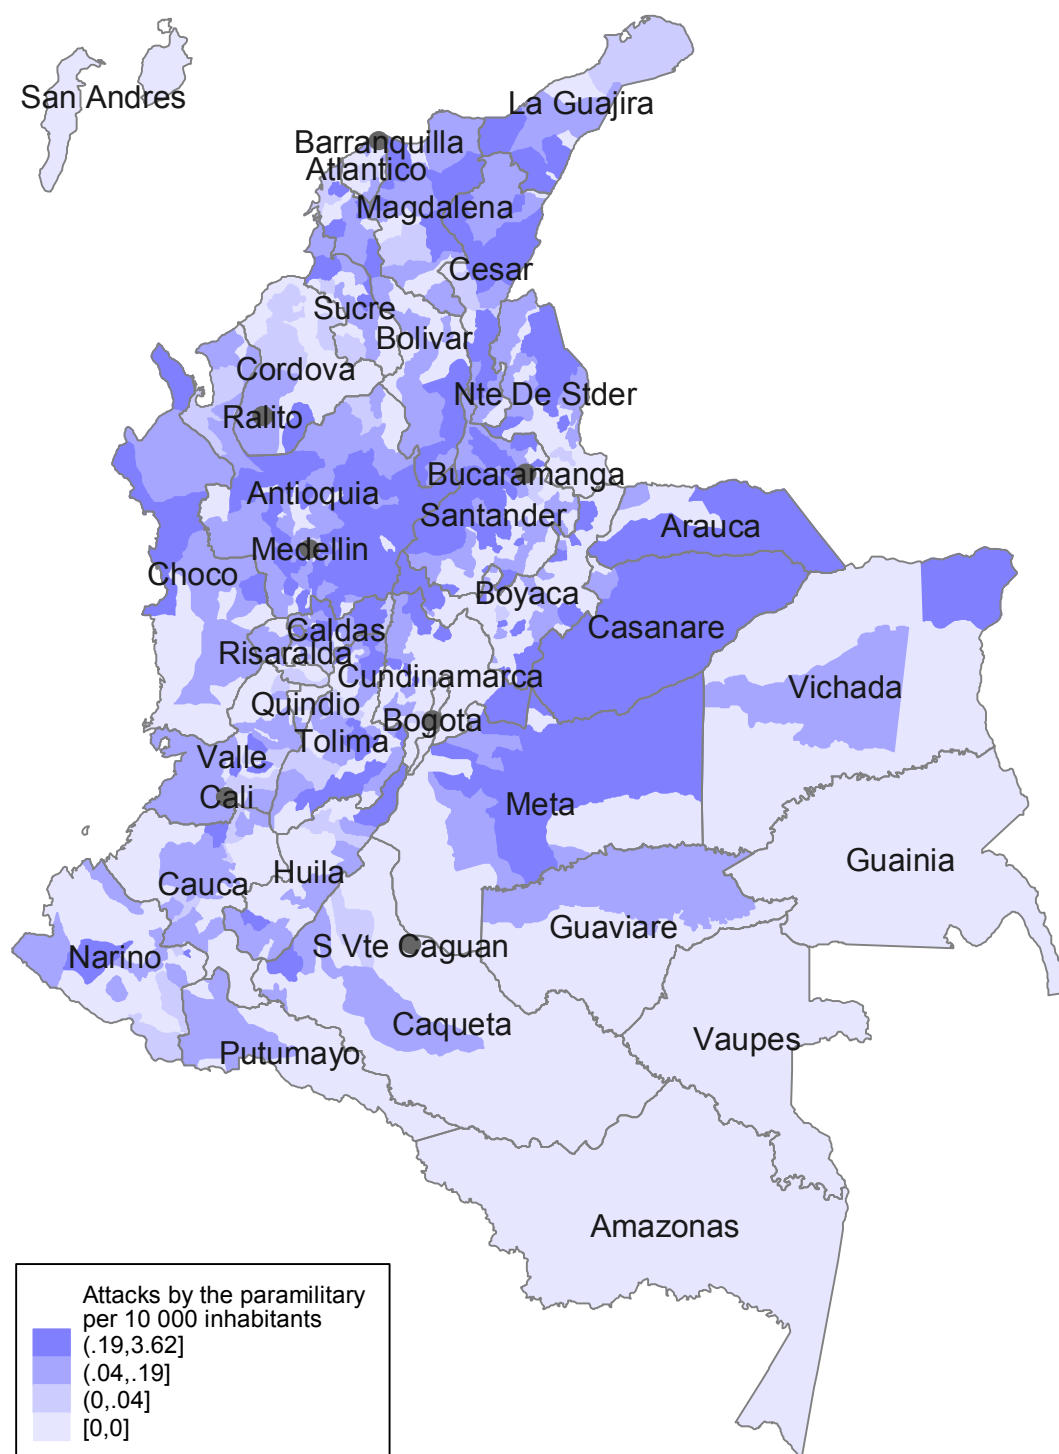 San Andres
La Guajira
Barranquilla
Atlantico
Magdalena
Cesar
Sucre
Bolivar
Cordova
Nte De Stder
Ralito
Bucaramanga
Antioquia
Santander
Arauca
Medellin
Choco
Boyaca
Caldas
Casanare
Risaralda
Cundinamarca
Vichada
Quindio
Bogota
Tolima
Valle
Cali
Meta
Guainia
Huila
Cauca
Guaviare
S Vte Caguan
Narino
Caqueta
Vaupes
Putumayo
Amazonas
Attacks by the paramilitary
per 10 000 inhabitants
(.19,3.62]
(.04,.19]
(0,.04]
[0,0]